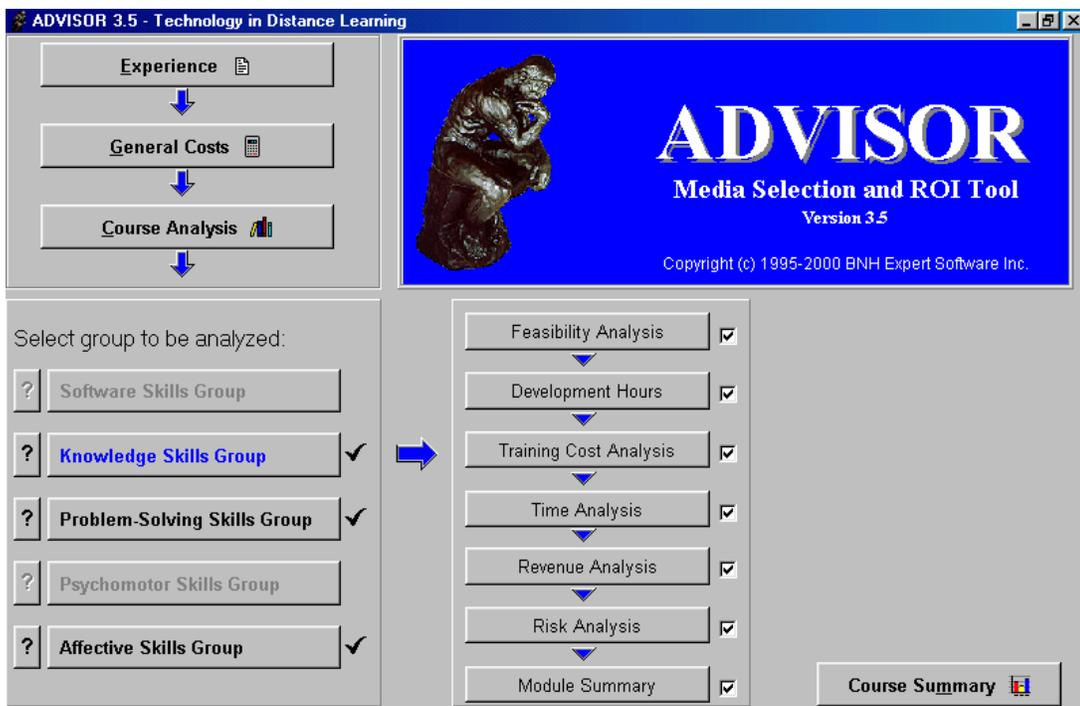 ADVISOR 3.5 - Technology in Distance Learning
Experience
General Costs
Course Analysis
ADVISOR
Media Selection and ROI Tool
Version 3.5
Copyright (c) 1995-2000 BNH Expert Software Inc.
Select group to be analyzed:
? Software Skills Group
? Knowledge Skills Group
? Problem-Solving Skills Group
? Psychomotor Skills Group
? Affective Skills Group
Feasibility Analysis
Development Hours
Training Cost Analysis
Time Analysis
Revenue Analysis
Risk Analysis
Module Summary
Course Summary